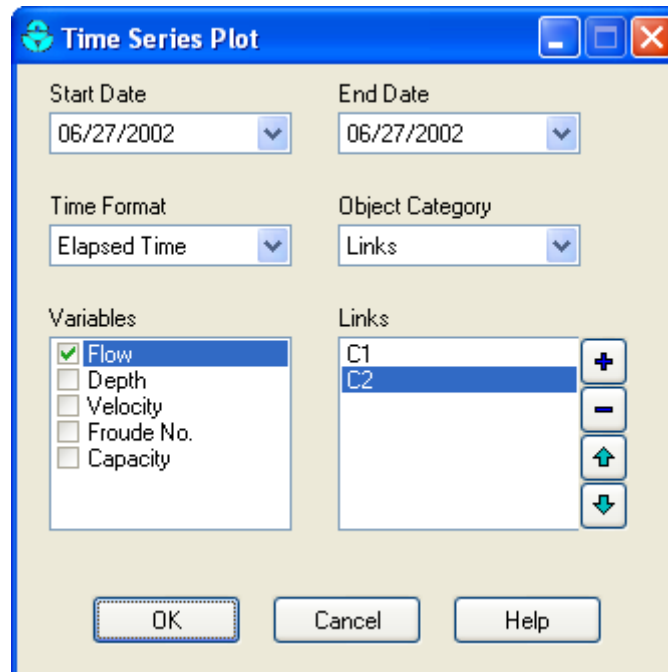 Time Series Plot
Start Date
End Date
06/27/2002
06/27/2002
Time Format
Object Category
Elapsed Time
Links
Variables
Links
Flow
Depth
Velocity
Froude No.
Capacity
C1
C2
OK
Cancel
Help